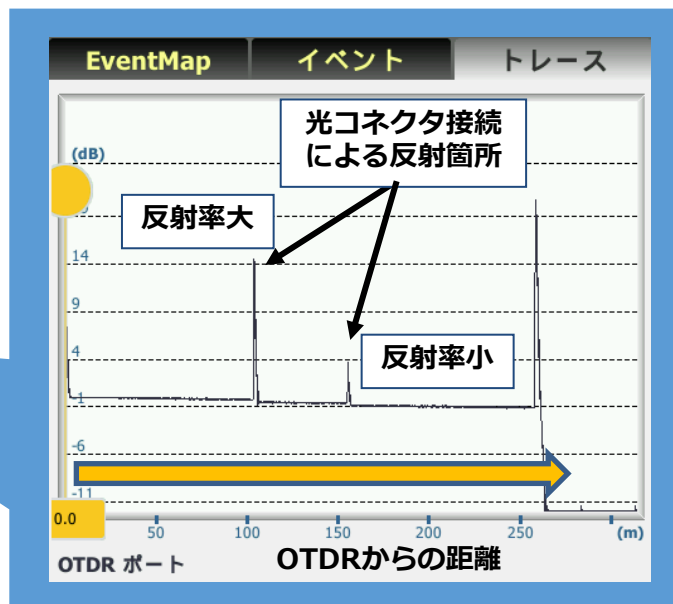 EventMap イベント トレース
(dB)
光コネクタ接続
による反射箇所
反射率大
14
9
4
反射率小
-1
-6
-11
0.0
50 100 150 200 250 (m)
OTDR ポート OTDRからの距離